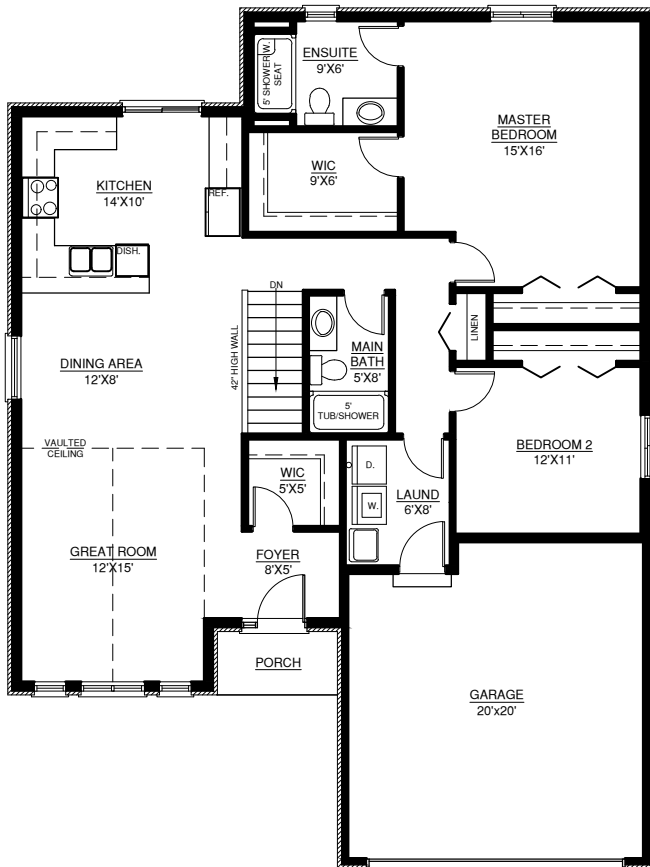 5' SHOWER W.
SEAT
ENSUITE
9'X6'
MASTER
BEDROOM
15'X16'
KITCHEN
14'X10'
REF.
WIC
9'X6'
DISH.
DN
42' HIGH WALL
MAIN
BATH
5'X8'
LINEN
DINING AREA
12'X8'
5'
TUB/SHOWER
VAULTED
CEILING
WIC
5'X5'
D.
W.
LAUND
6'X8'
BEDROOM 2
12'X11'
GREAT ROOM
12'X15'
FOYER
8'X5'
PORCH
GARAGE
20'x20'